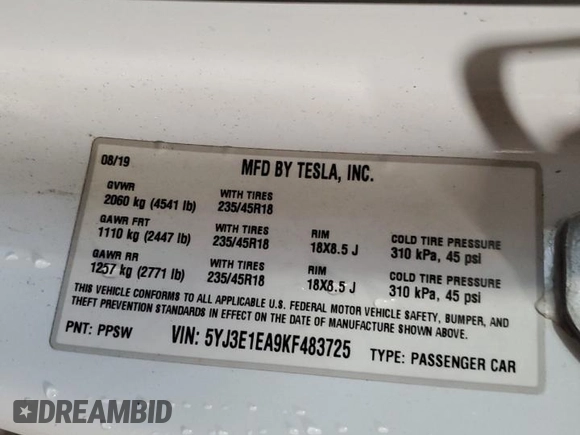 08/19 MFD BY TESLA, INC.
GVWR WITH TIRES
2060 kg (4541 lb) 235/45R18
GAWR FRT WITH TIRES RIM COLD TIRE PRESSURE
1110 kg (2447 lb) 235/45R18 18X8.5 J 310 kPa, 45 psi
GAWR RR WITH TIRES RIM COLD TIRE PRESSURE
1257 kg (2771 lb) 235/45R18 18X8.5 J 310 kPa, 45 psi
THIS VEHICLE CONFORMS TO ALL APPLICABLE U.S. FEDERAL MOTOR VEHICLE SAFETY, BUMPER, AND
THEFT PREVENTION STANDARDS IN EFFECT ON THE DATE OF MANUFACTURE SHOWN ABOVE.
PNT: PPSW VIN: 5YJ3E1EA9KF483725 TYPE: PASSENGER CAR
DREAMBID